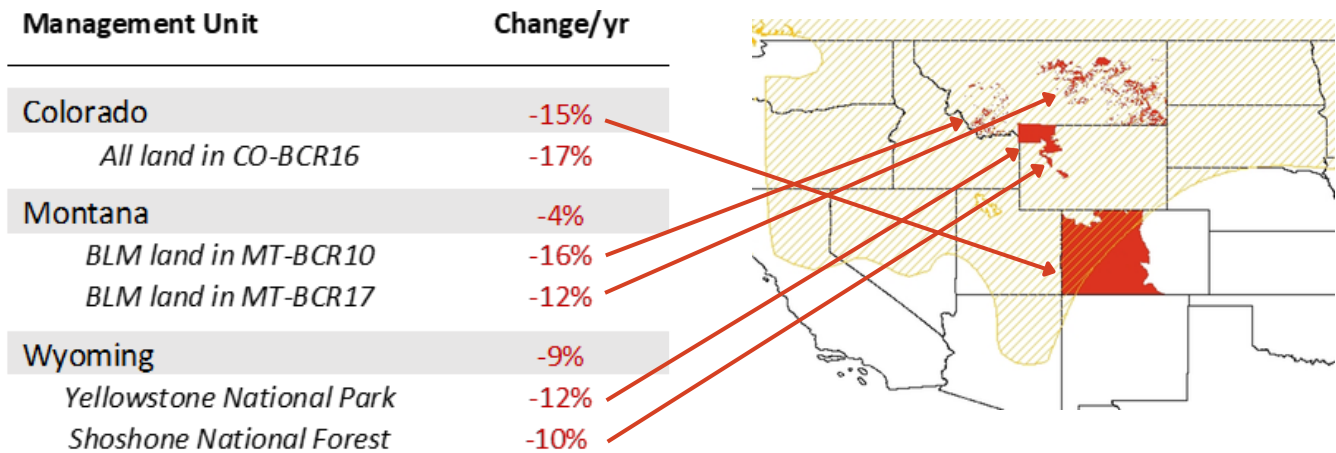 Management Unit Change/yr
Colorado -15%
All land in CO-BCR16 -17%
Montana -4%
BLM land in MT-BCR10 -16%
BLM land in MT-BCR17 -12%
Wyoming -9%
Yellowstone National Park -12%
Shoshone National Forest -10%